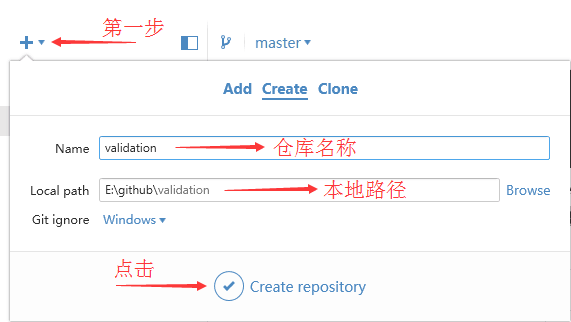 第一步
master
Add Create Clone
Name validation 仓库名称
Local path E:\github\validation 本地路径 Browse
Git ignore Windows
点击
Create repository